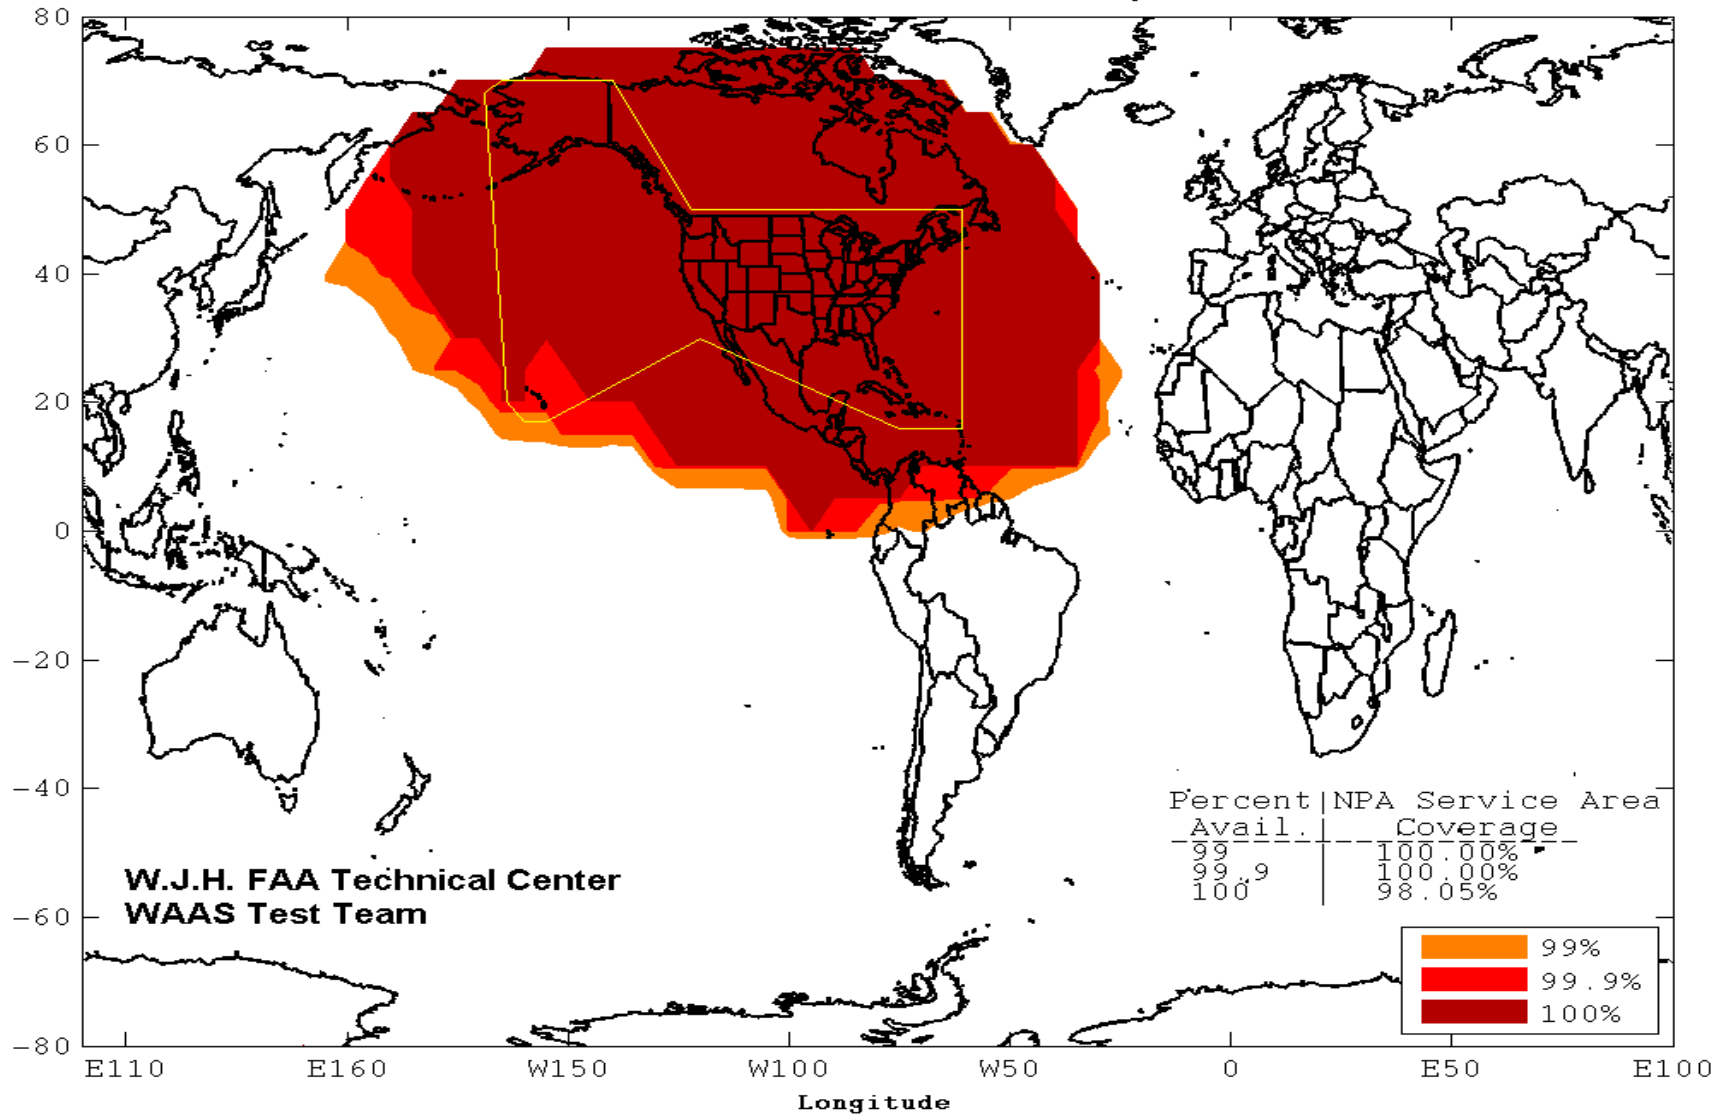 80
60
40
20
0
-20
-40
-60
-80
Percent|NPA Service Area
Avail.| Coverage
99 | 100.00%
99.9 | 100.00%
100 | 98.05%
W.J.H. FAA Technical Center
WAAS Test Team
99%
99.9%
100%
E110 E160 W150 W100 W50 0 E50 E100
Longitude